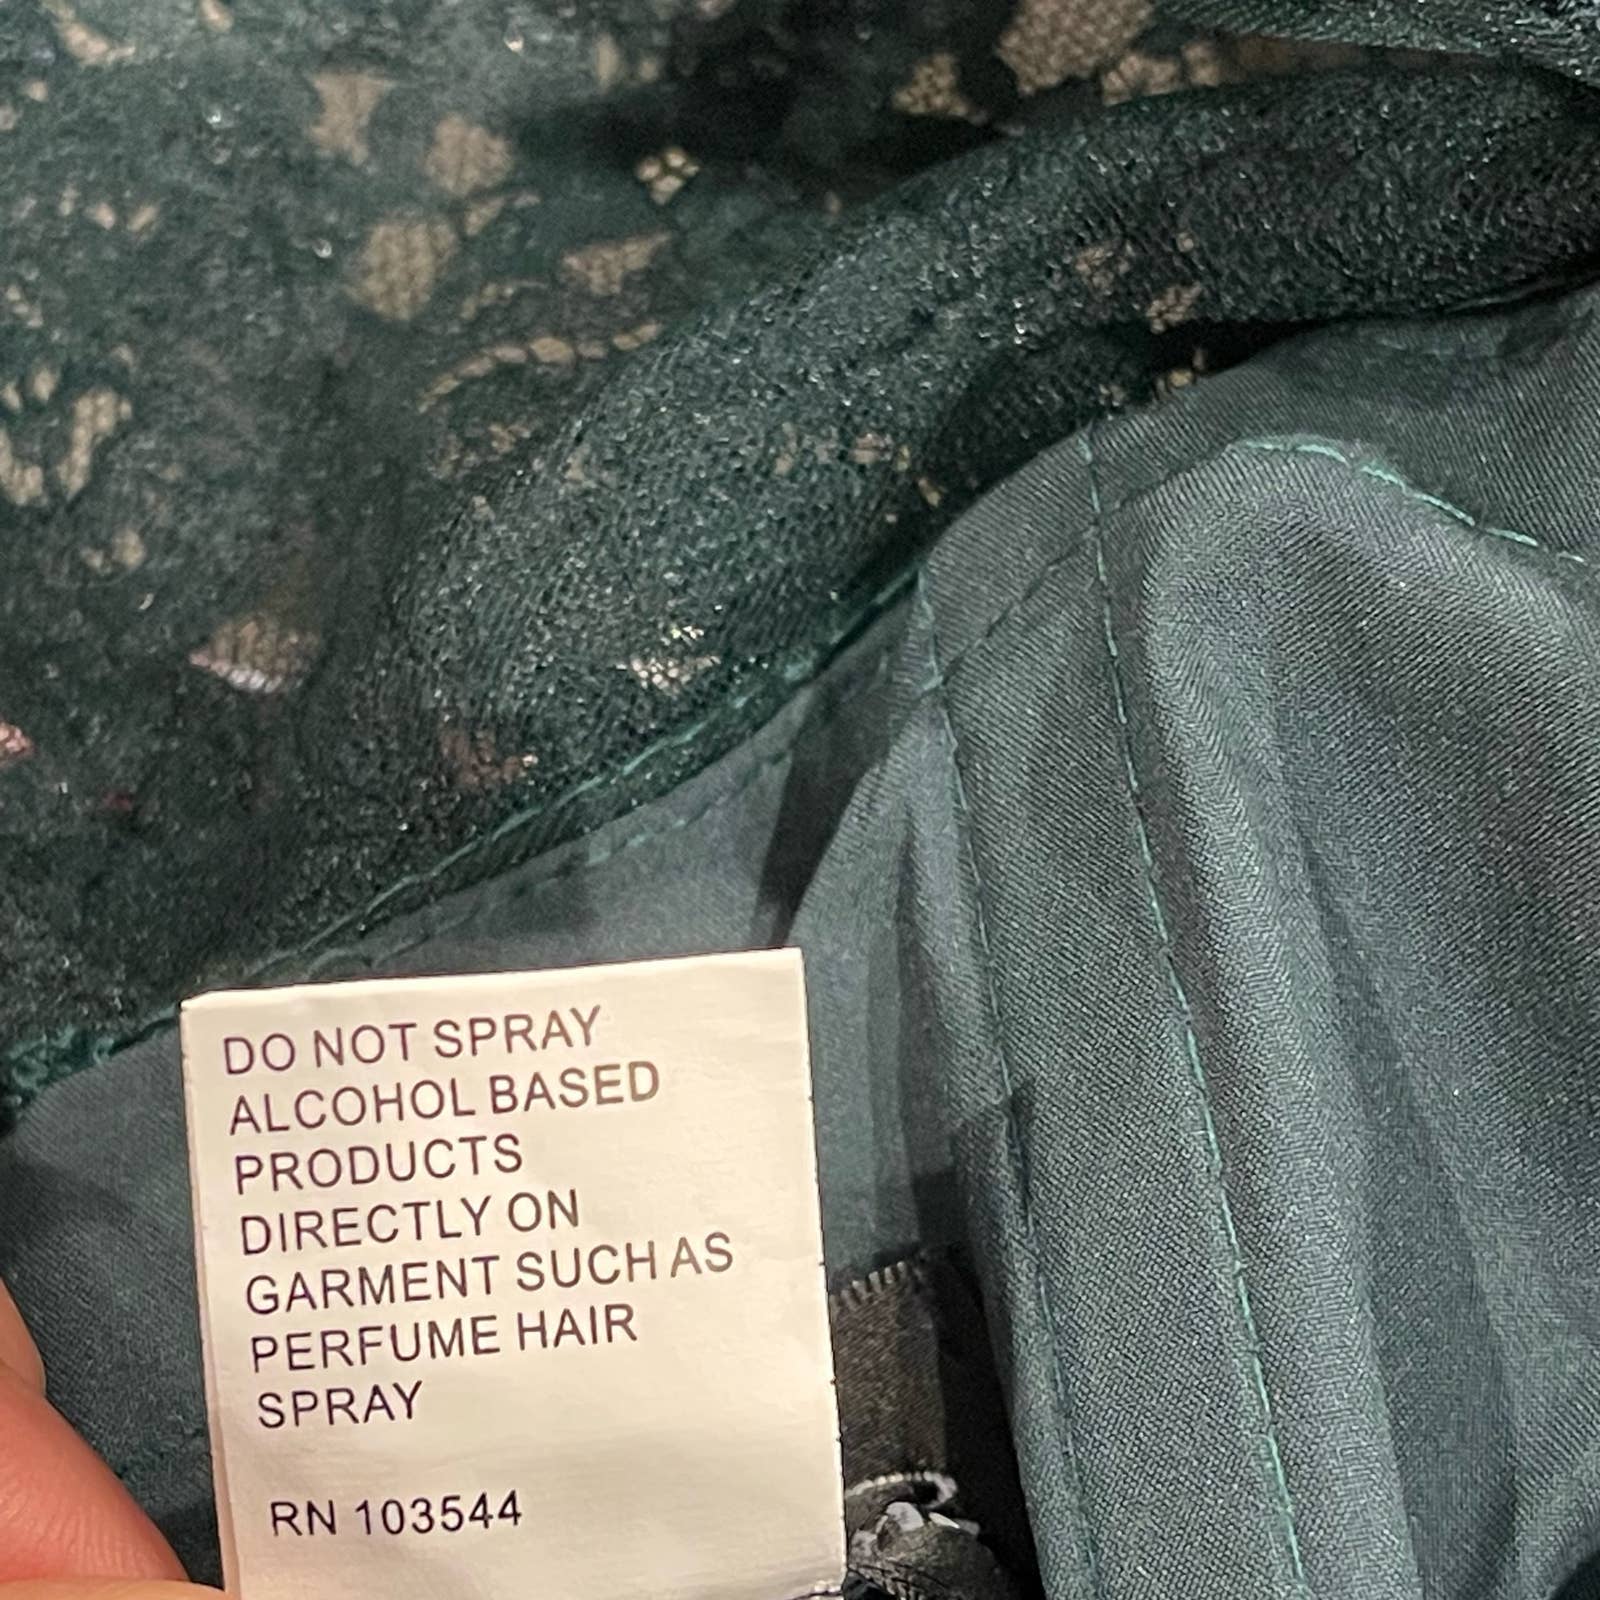 DO NOT SPRAY
ALCOHOL BASED
PRODUCTS
DIRECTLY ON
GARMENT SUCH AS
PERFUME HAIR
SPRAY
RN 103544